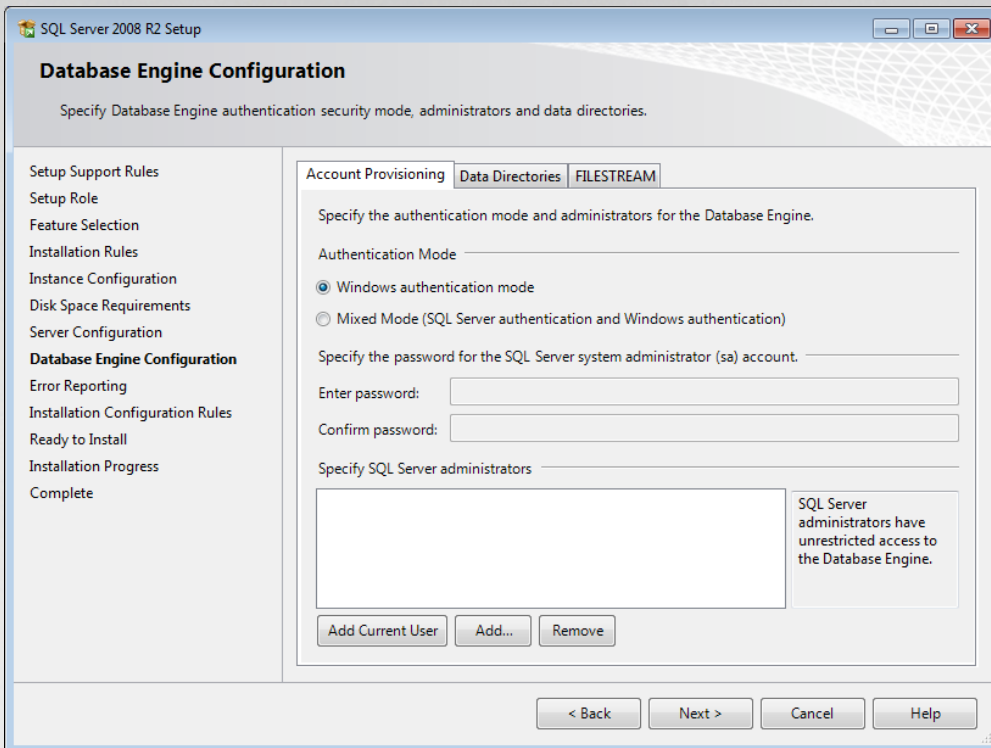 SQL Server 2008 R2 Setup
Database Engine Configuration
Specify Database Engine authentication security mode, administrators and data directories.
Setup Support Rules
Setup Role
Feature Selection
Installation Rules
Instance Configuration
Disk Space Requirements
Server Configuration
Database Engine Configuration
Error Reporting
Installation Configuration Rules
Ready to Install
Installation Progress
Complete
Account Provisioning Data Directories FILESTREAM
Specify the authentication mode and administrators for the Database Engine.
Authentication Mode
Windows authentication mode
Mixed Mode (SQL Server authentication and Windows authentication)
Specify the password for the SQL Server system administrator (sa) account.
Enter password:
Confirm password:
Specify SQL Server administrators
SQL Server
administrators have
unrestricted access to
the Database Engine.
Add Current User Add... Remove
< Back Next > Cancel Help